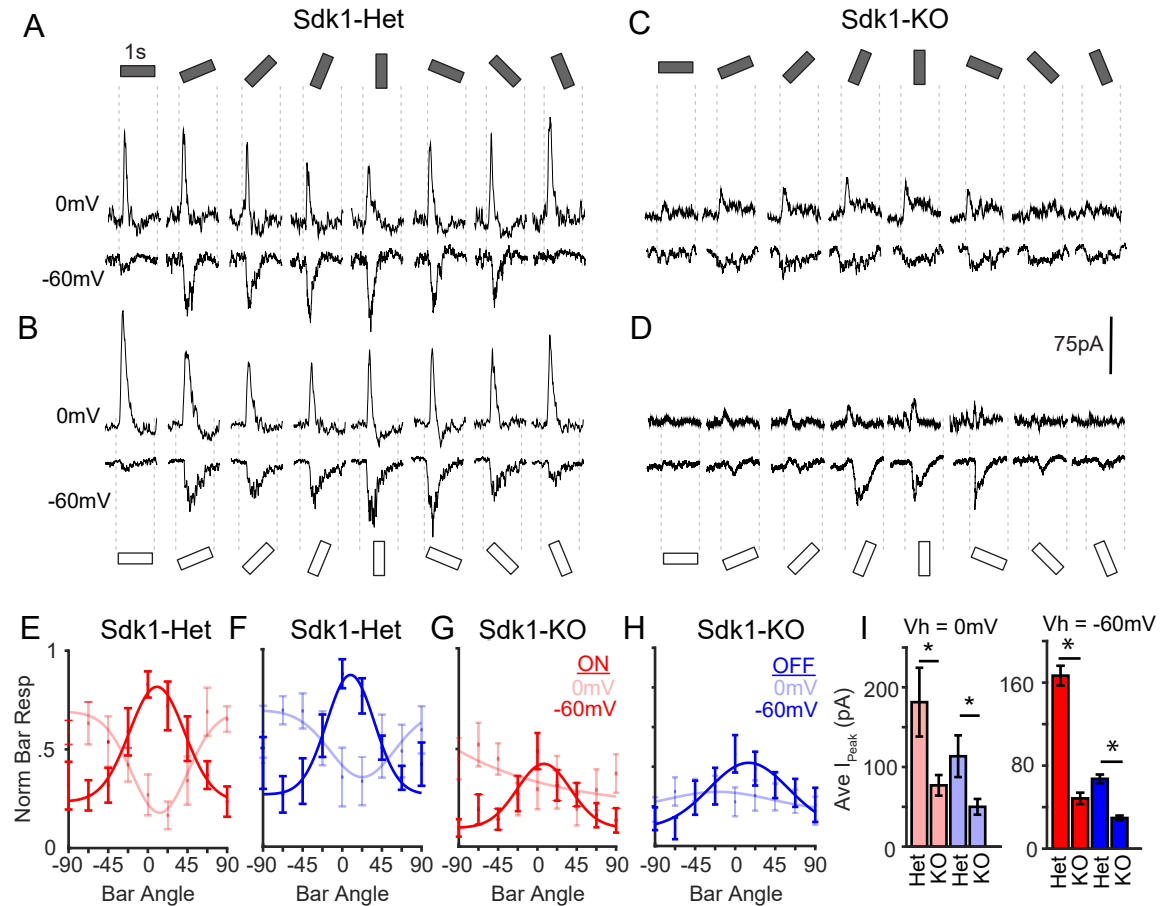 A Sdk1-Het
1s
0mV
-60mV
B
0mV
-60mV
C Sdk1-KO
D
75pA
E Sdk1-Het
1
.5
0
Norm Bar Resp
-90 -45 0 45 90
Bar Angle
F Sdk1-Het
-90 -45 0 45 90
Bar Angle
G Sdk1-KO
ON
0mV
-60mV
-90 -45 0 45 90
Bar Angle
H Sdk1-KO
OFF
0mV
-60mV
-90 -45 0 45 90
Bar Angle
I Vh = 0mV
* *
200
100
0
Ave I_Peak (pA)
Het KO Het KO
Vh = -60mV
* *
160
80
0
Het KO Het KO